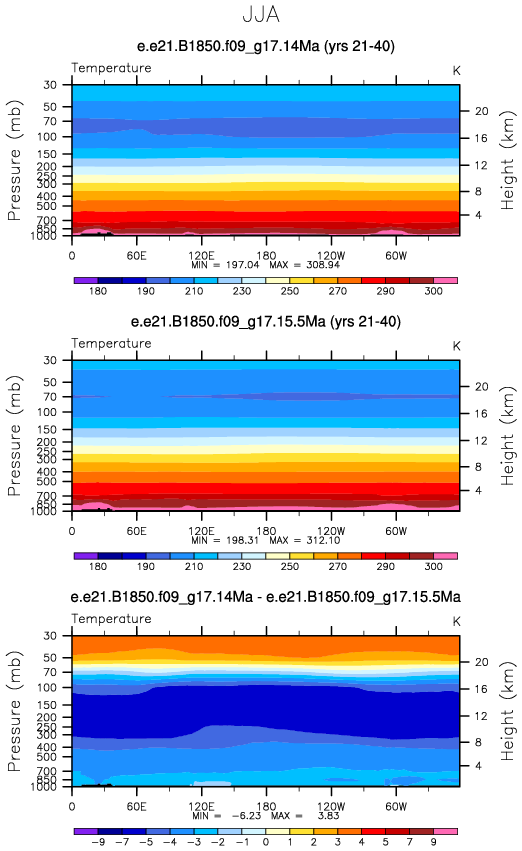 JJA
e.e21.B1850.f09_g17.14Ma (yrs 21-40)
Temperature K
Pressure (mb)
30
50
70
100
150
200
250
300
400
500
700
850
1000
Height (km)
20
16
12
8
4
0 60E 120E 180 120W 60W
MIN = 197.04 MAX = 308.94
180 190 210 230 250 270 290 300
e.e21.B1850.f09_g17.15.5Ma (yrs 21-40)
Temperature K
Pressure (mb)
30
50
70
100
150
200
250
300
400
500
700
850
1000
Height (km)
20
16
12
8
4
0 60E 120E 180 120W 60W
MIN = 198.31 MAX = 312.10
180 190 210 230 250 270 290 300
e.e21.B1850.f09_g17.14Ma - e.e21.B1850.f09_g17.15.5Ma
Temperature K
Pressure (mb)
30
50
70
100
150
200
250
300
400
500
700
850
1000
Height (km)
20
16
12
8
4
0 60E 120E 180 120W 60W
MIN = -6.23 MAX = 3.83
-9 -7 -5 -4 -3 -2 -1 0 1 2 3 4 5 7 9